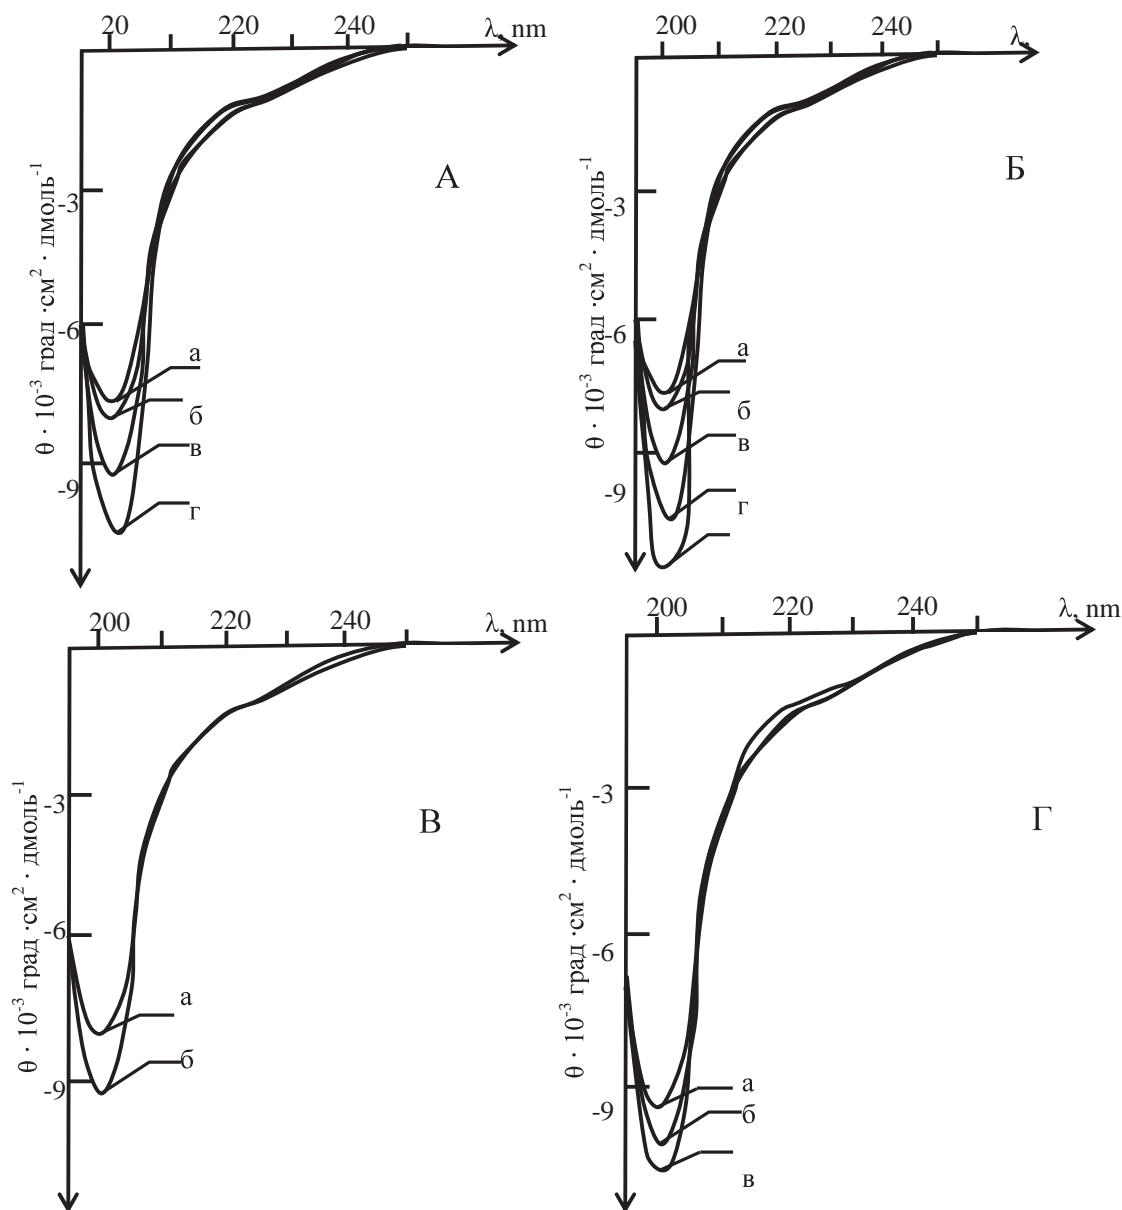 20 220 240 λ, nm
-3
-6
-9
θ · 10⁻³ град ·см² · дмоль⁻¹
А
а
б
в
г
200 220 240 λ,
-3
-6
-9
θ · 10⁻³ град ·см² · дмоль⁻¹
Б
а
б
в
г
200 220 240 λ, nm
-3
-6
-9
θ · 10⁻³ град ·см² · дмоль⁻¹
В
а
б
200 220 240 λ, nm
-3
-6
-9
θ · 10⁻³ град ·см² · дмоль⁻¹
Г
а
б
в